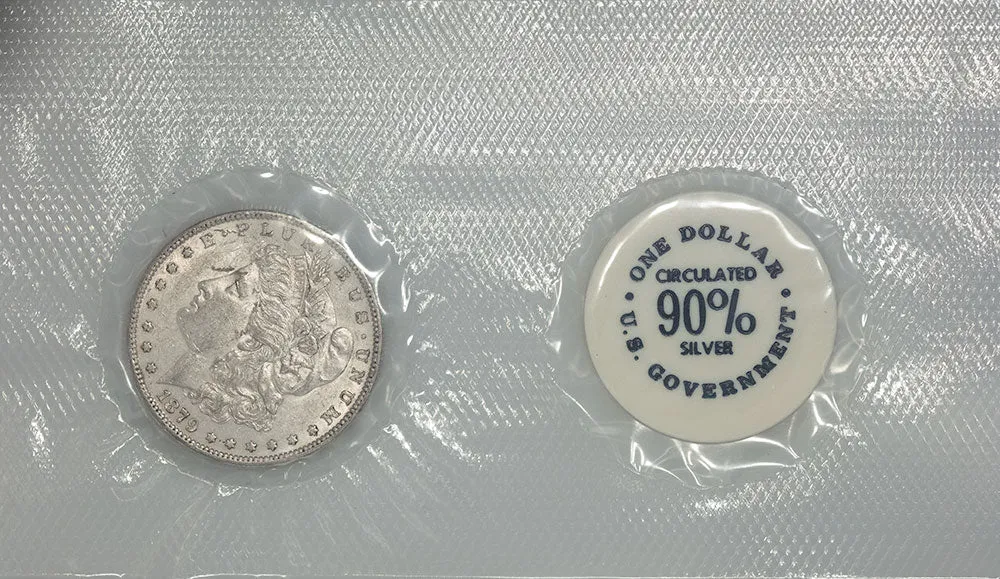 E·PLURIBUS·UNUM
1879
ONE DOLLAR
CIRCULATED
90%
SILVER
• U.S. GOVERNMENT •